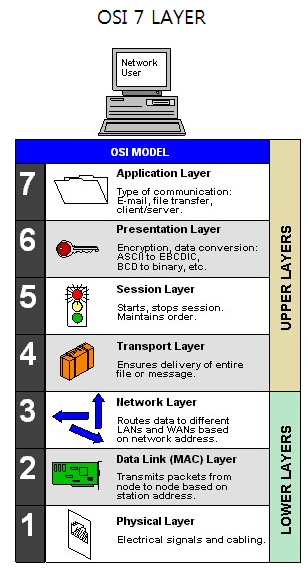 OSI 7 LAYER
Network
User
OSI MODEL
7
Application Layer
Type of communication:
E-mail, file transfer,
client/server.
6
Presentation Layer
Encryption, data conversion:
ASCII to EBCDIC,
BCD to binary, etc.
5
Session Layer
Starts, stops session.
Maintains order.
4
Transport Layer
Ensures delivery of entire
file or message.
UPPER LAYERS
3
Network Layer
Routes data to different
LANs and WANs based
on network address.
2
Data Link (MAC) Layer
Transmits packets from
node to node based on
station address.
1
Physical Layer
Electrical signals and cabling.
LOWER LAYERS